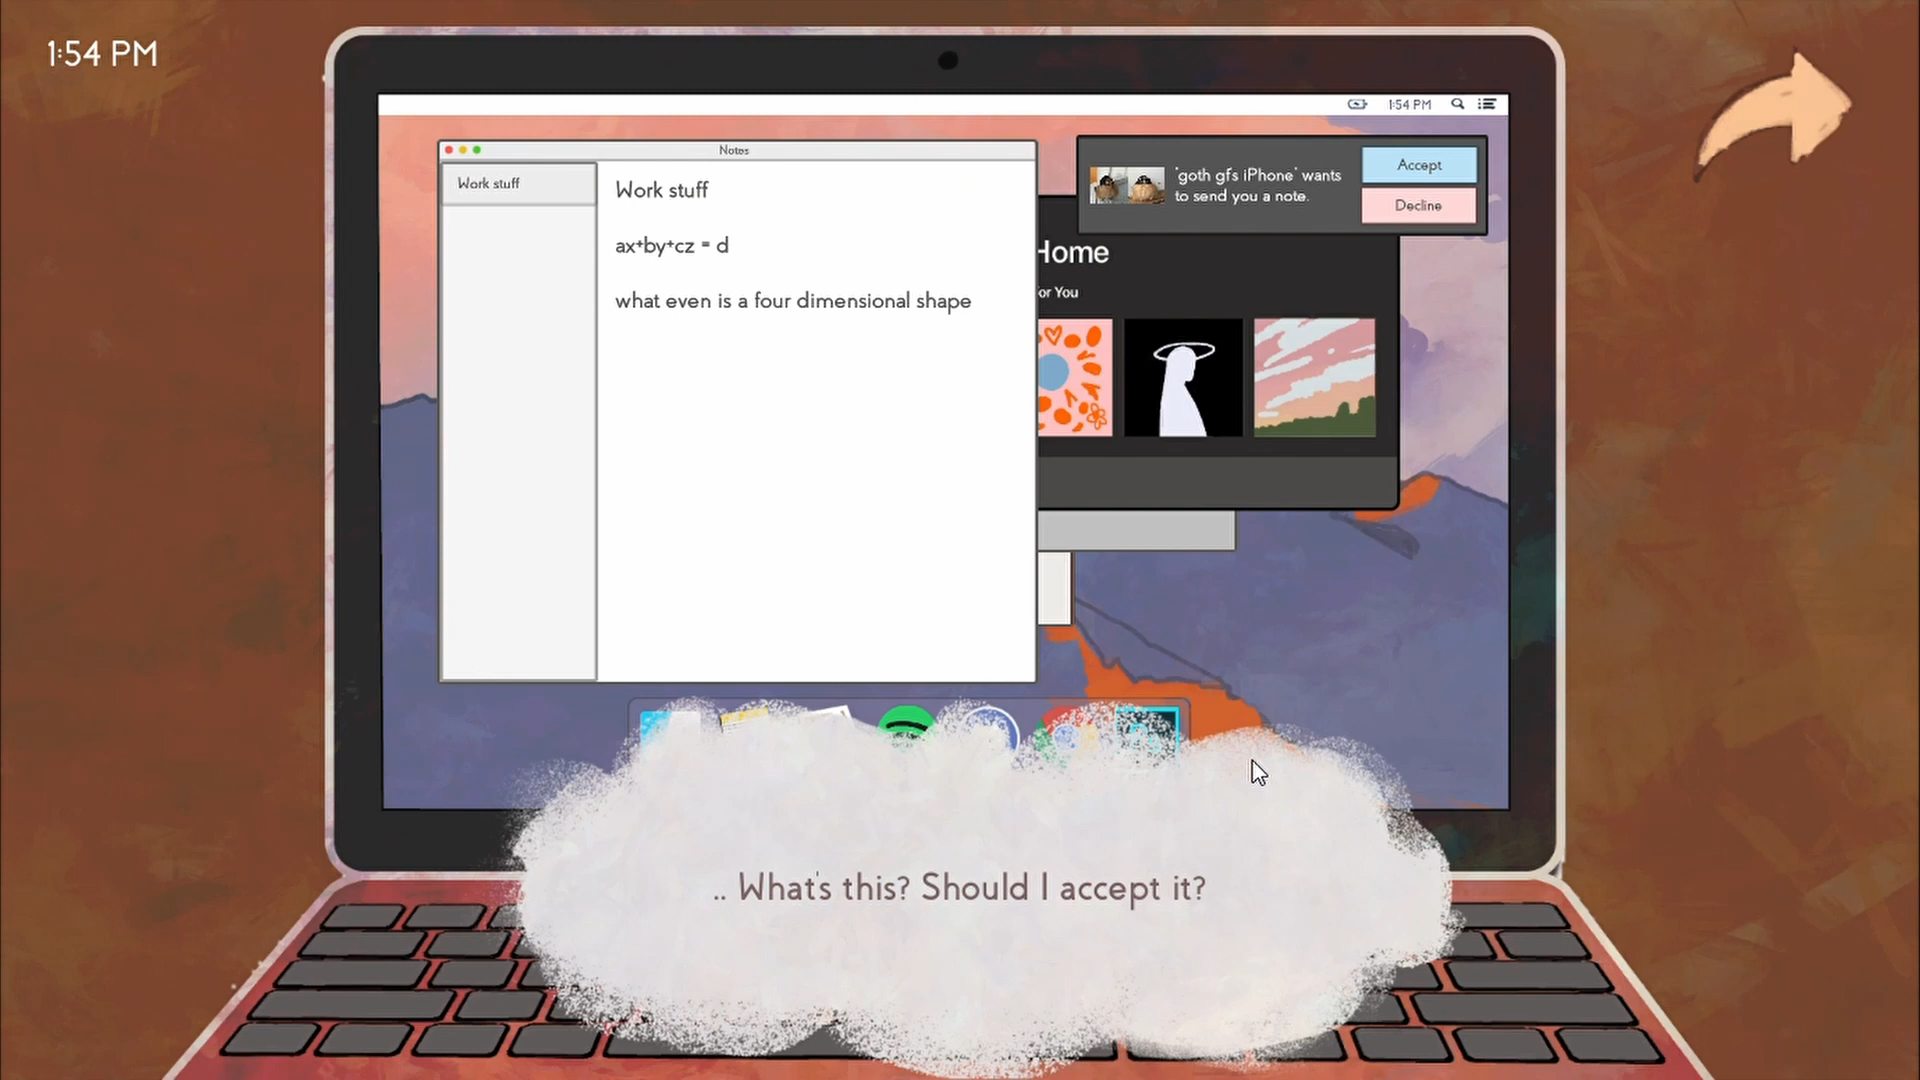 1:54 PM
1:54 PM
Notes
Work stuff
Work stuff
ax+by+cz = d
what even is a four dimensional shape
'goth gfs iPhone' wants
to send you a note.
Accept
Decline
Home
or You
.. What's this? Should I accept it?